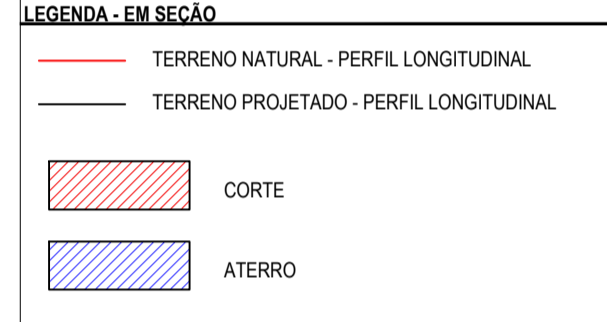 LEGENDA - EM SEÇÃO
TERRENO NATURAL - PERFIL LONGITUDINAL
TERRENO PROJETADO - PERFIL LONGITUDINAL
CORTE
ATERRO